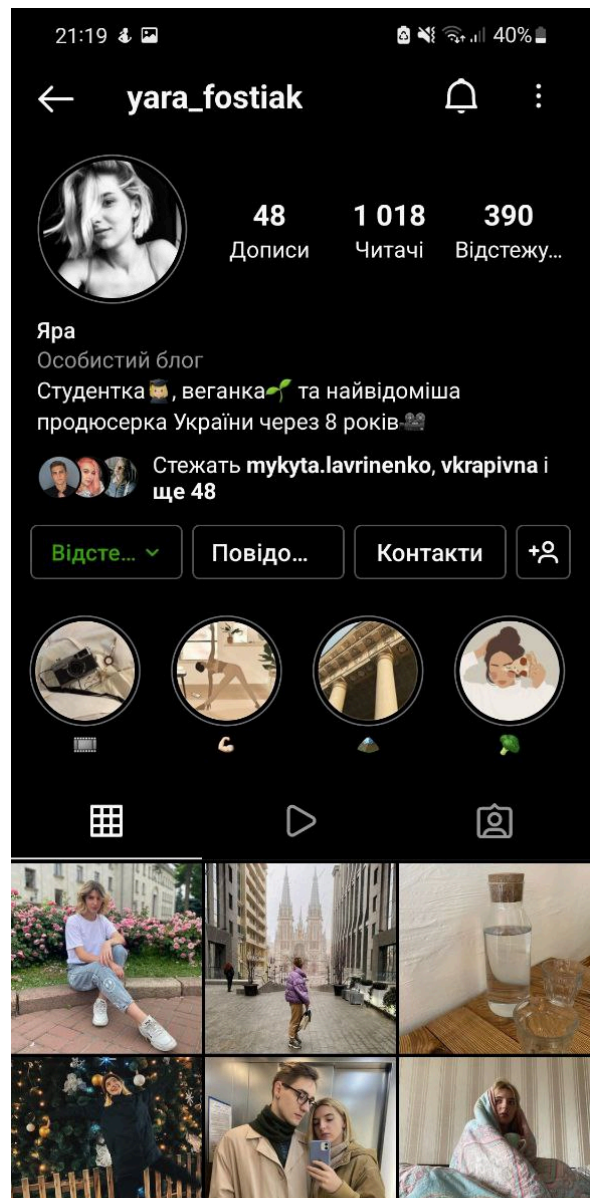 21:19 40%
yara_fostiak
48 1 018 390
Дописи Читачі Відстежу...
Яра
Особистий блог
Студентка👩🏼‍🎓, веганка🌱 та найвідоміша
продюсерка України через 8 років🎥
Стежать mykyta.lavrinenko, vkrapivna і
ще 48
Відсте... Повідо... Контакти